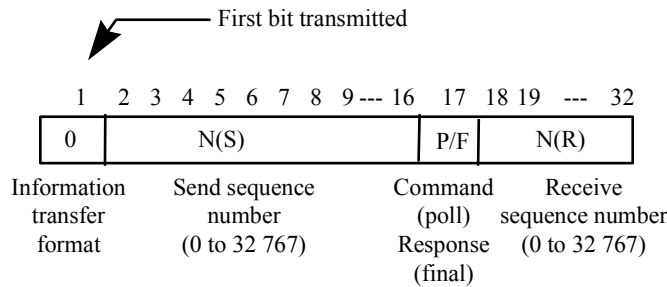 First bit transmitted
1 2 3 4 5 6 7 8 9 --- 16 17 18 19 --- 32
0 N(S) P/F N(R)
Information transfer format
Send sequence number (0 to 32 767)
Command (poll) Response (final)
Receive sequence number (0 to 32 767)